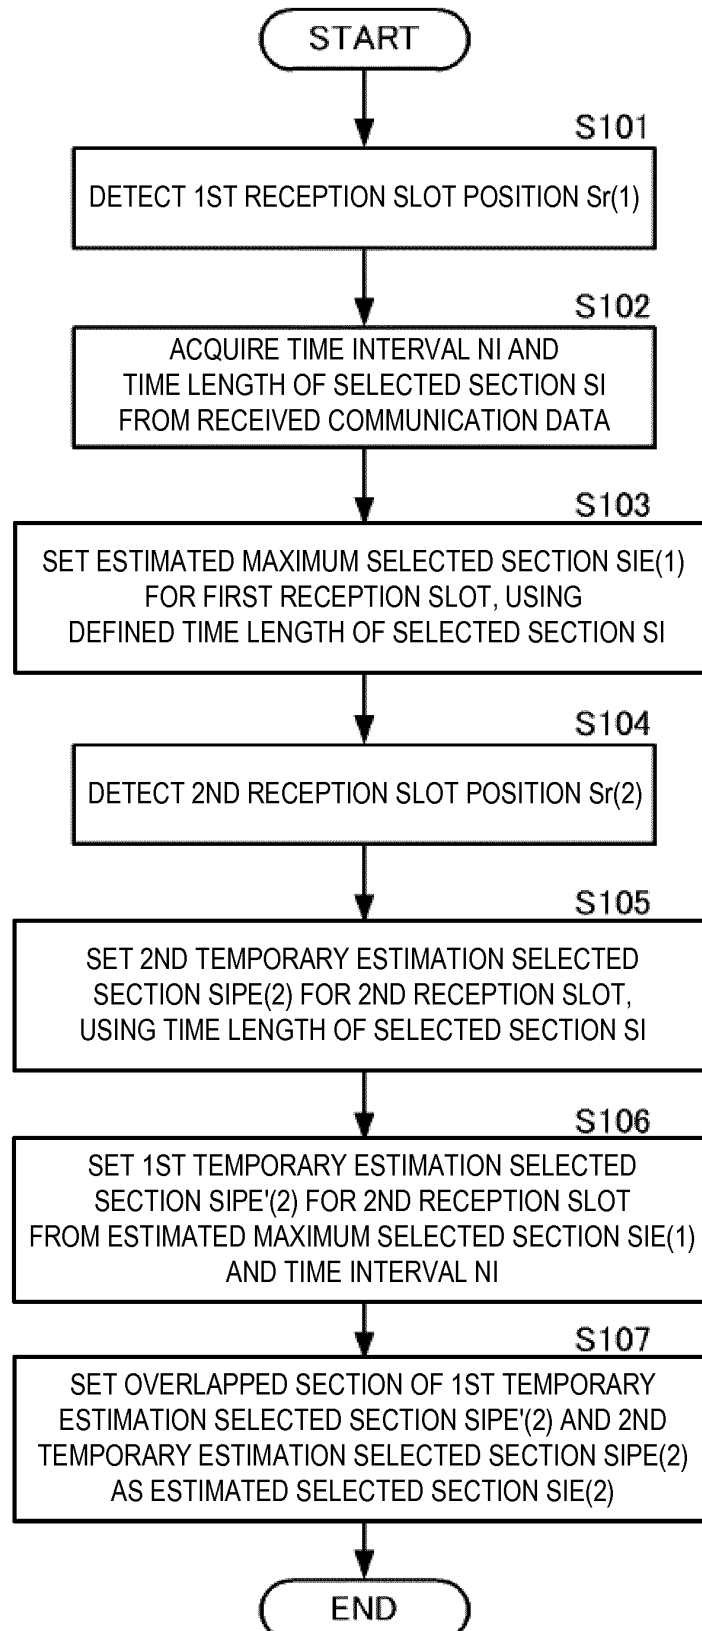 START
S101
DETECT 1ST RECEPTION SLOT POSITION Sr(1)
S102
ACQUIRE TIME INTERVAL NI AND
TIME LENGTH OF SELECTED SECTION SI
FROM RECEIVED COMMUNICATION DATA
S103
SET ESTIMATED MAXIMUM SELECTED SECTION SIE(1)
FOR FIRST RECEPTION SLOT, USING
DEFINED TIME LENGTH OF SELECTED SECTION SI
S104
DETECT 2ND RECEPTION SLOT POSITION Sr(2)
S105
SET 2ND TEMPORARY ESTIMATION SELECTED
SECTION SIPE(2) FOR 2ND RECEPTION SLOT,
USING TIME LENGTH OF SELECTED SECTION SI
S106
SET 1ST TEMPORARY ESTIMATION SELECTED
SECTION SIPE'(2) FOR 2ND RECEPTION SLOT
FROM ESTIMATED MAXIMUM SELECTED SECTION SIE(1)
AND TIME INTERVAL NI
S107
SET OVERLAPPED SECTION OF 1ST TEMPORARY
ESTIMATION SELECTED SECTION SIPE'(2) AND 2ND
TEMPORARY ESTIMATION SELECTED SECTION SIPE(2)
AS ESTIMATED SELECTED SECTION SIE(2)
END